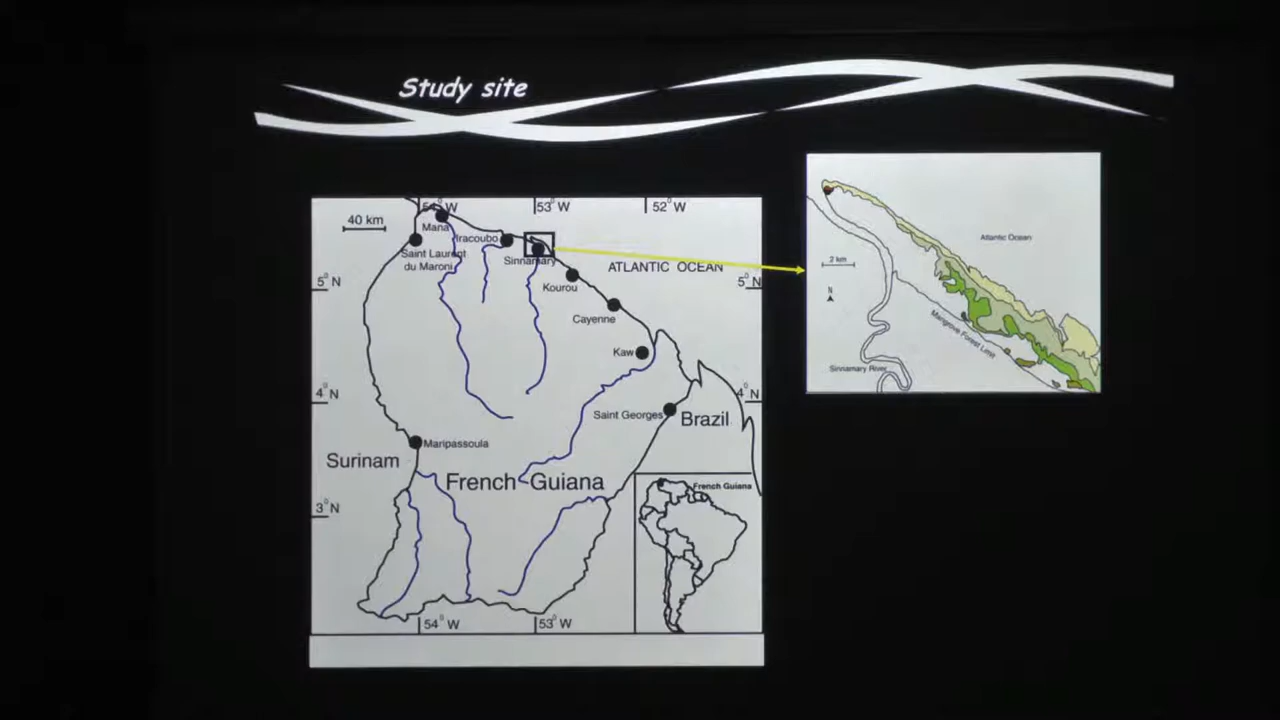 Study site
40 km
54° W
53° W
52° W
Mana
Iracoubo
Saint Laurent
du Maroni
Sinnamary
ATLANTIC OCEAN
5° N
5° N
Kourou
Cayenne
Kaw
4° N
4° N
Saint Georges
Brazil
Maripassoula
Surinam
French Guiana
3° N
French Guiana
54° W
53° W
Atlantic Ocean
2 km
N
Mangrove Forest Limit
Sinnamary River